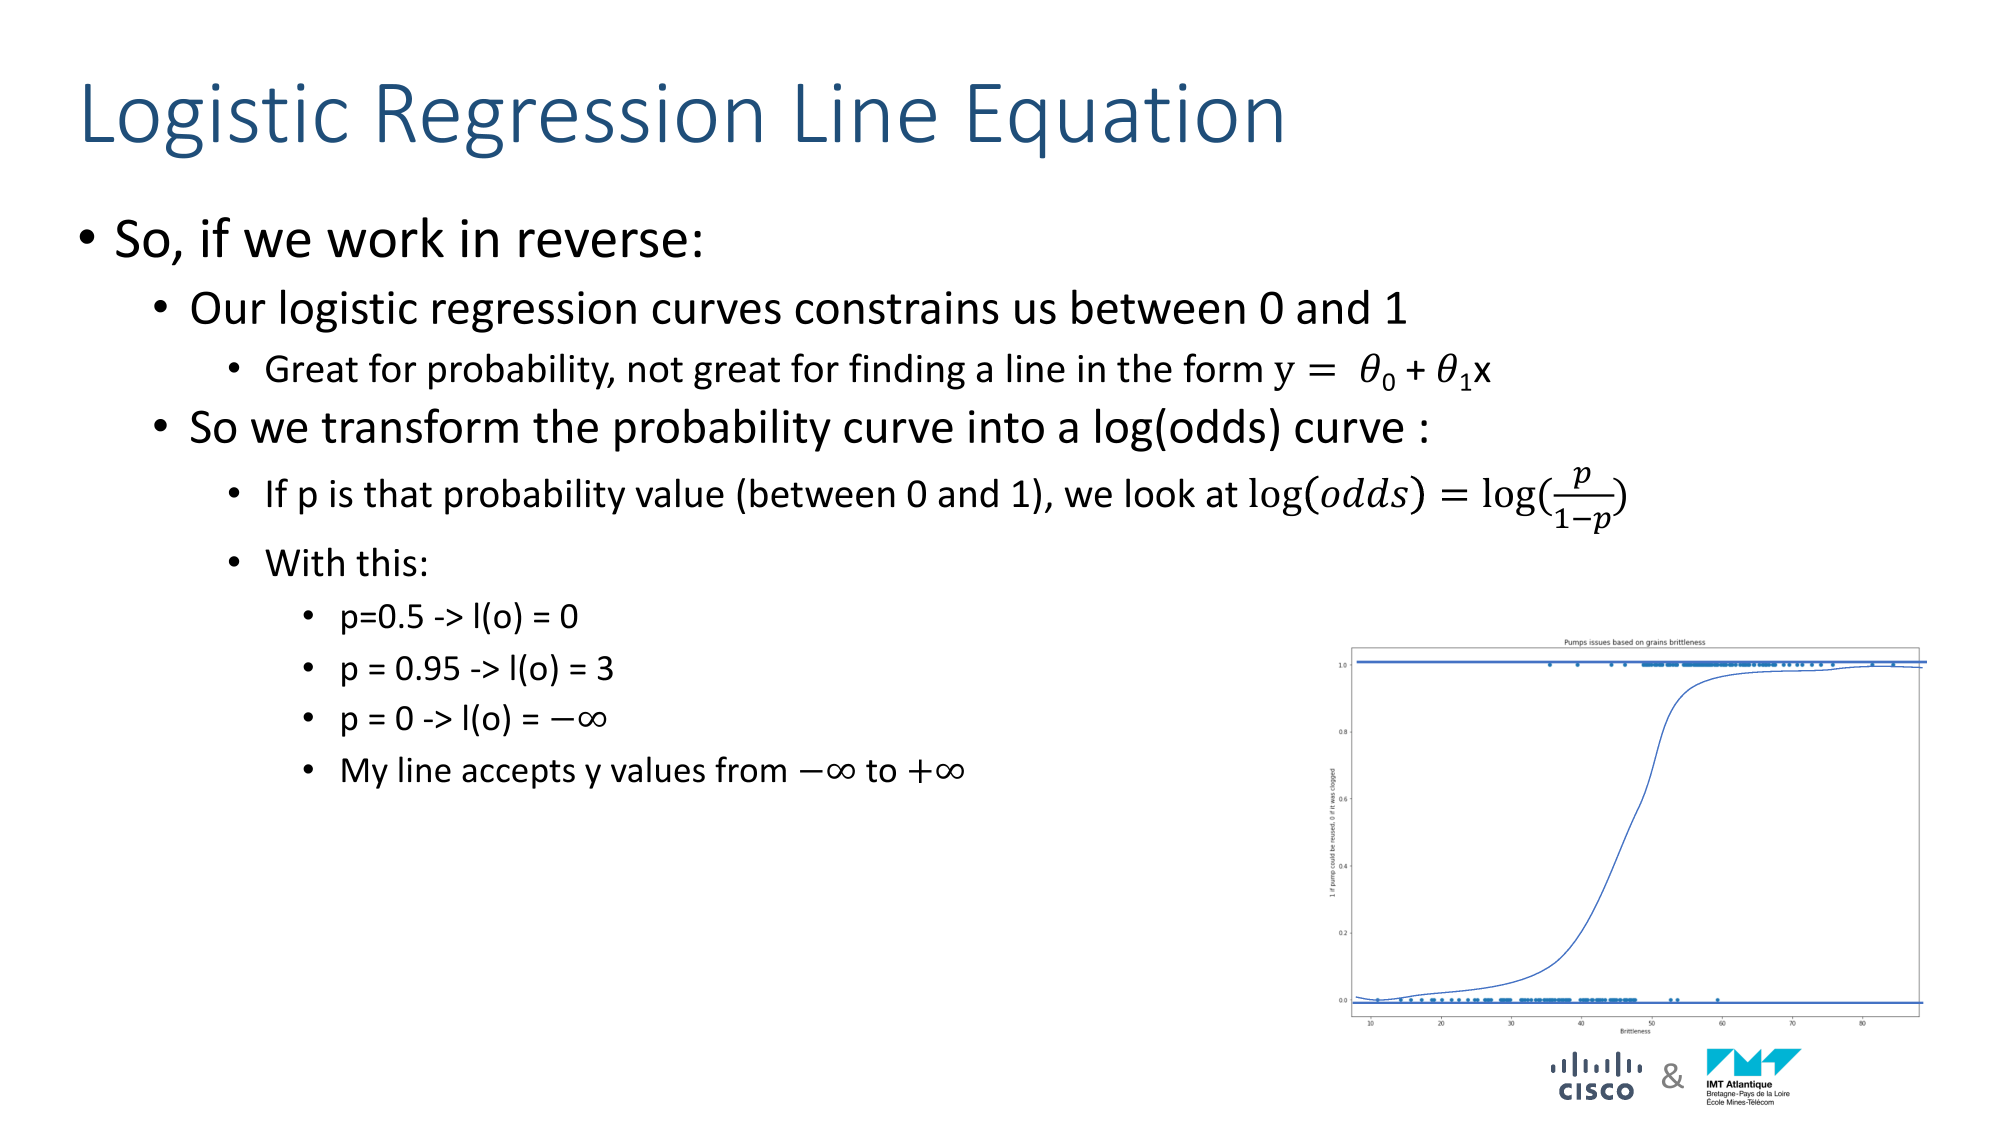 Logistic Regression Line Equation
• So, if we work in reverse:
• Our logistic regression curves constrains us between 0 and 1
• Great for probability, not great for finding a line in the form y = 𝜃₀ + 𝜃₁x
• So we transform the probability curve into a log(odds) curve :
• If p is that probability value (between 0 and 1), we look at log(𝑜𝑑𝑑𝑠) = log(𝑝/(1−𝑝))
• With this:
• p=0.5 -> l(o) = 0
• p = 0.95 -> l(o) = 3
• p = 0 -> l(o) = −∞
• My line accepts y values from −∞ to +∞
Pumps issues based on grains brittleness
1 if pump could be reused, 0 if it was clogged
1.0
0.8
0.6
0.4
0.2
0.0
10 20 30 40 50 60 70 80
Brittleness
CISCO
&
IMT Atlantique
Bretagne-Pays de la Loire
École Mines-Télécom